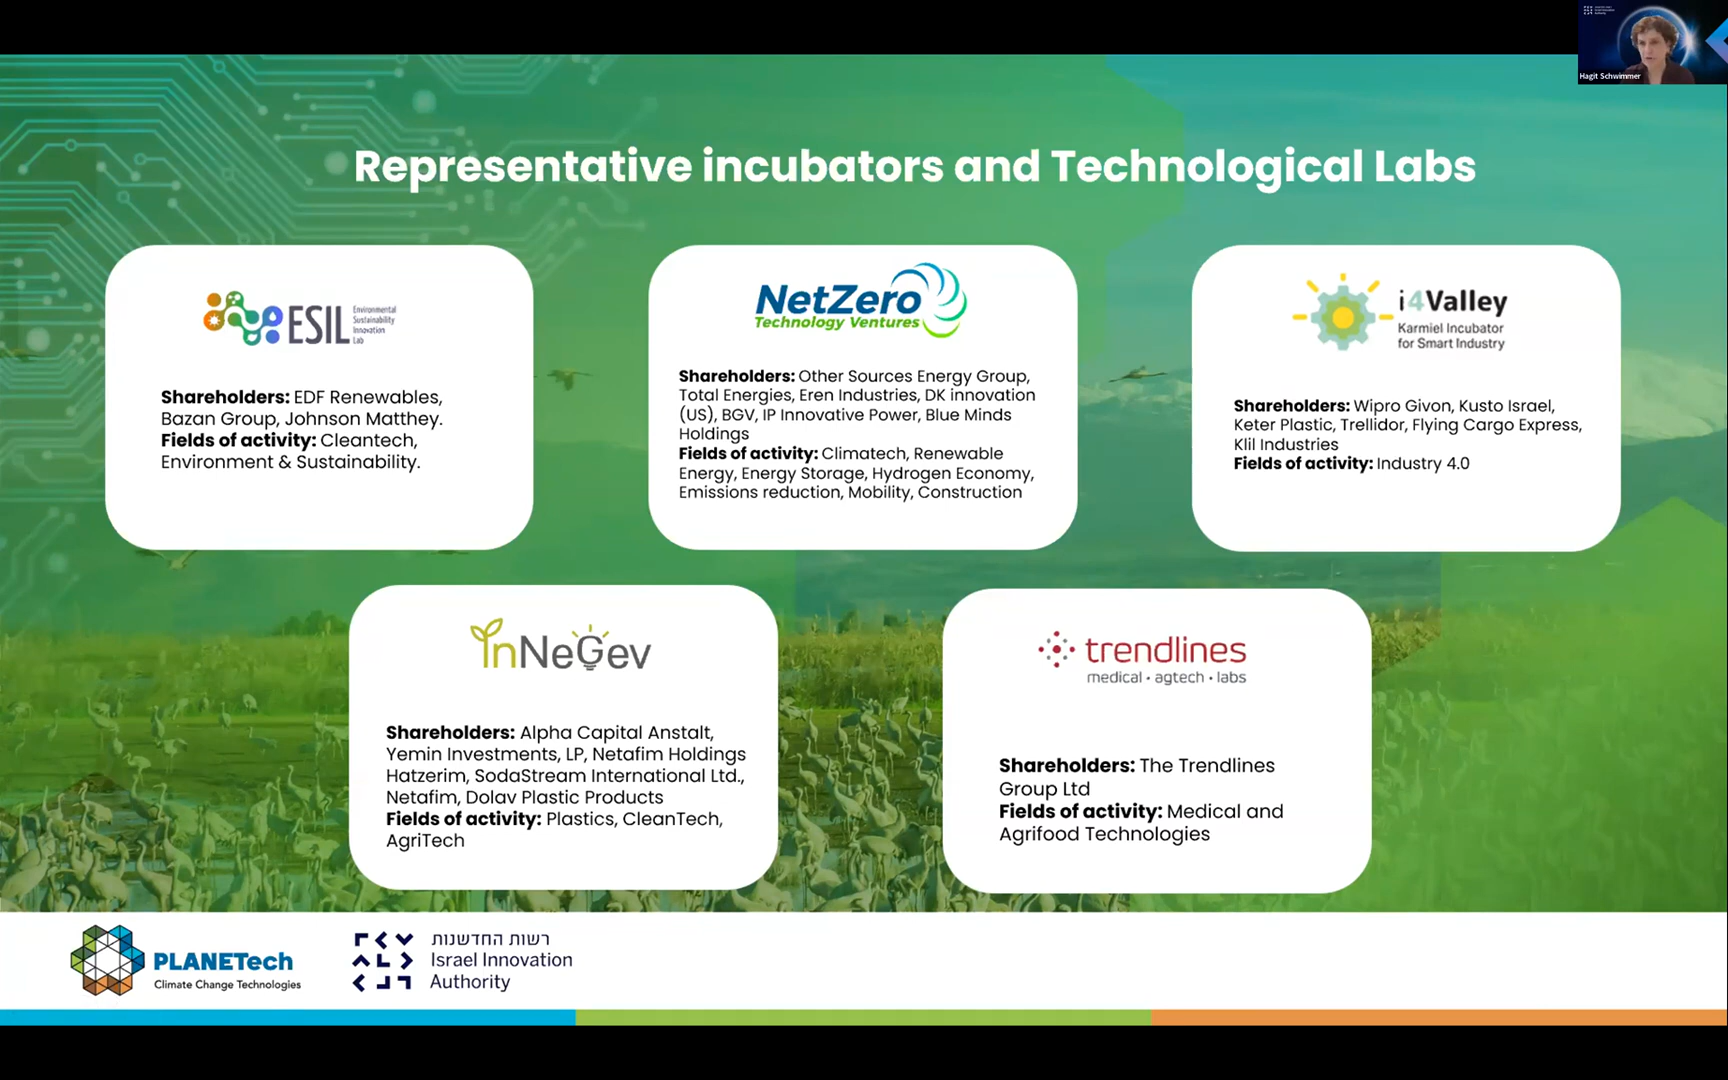 Hagit Schwimmer
Representative incubators and Technological Labs
ESIL
Environmental
Sustainability
Innovation
Lab
Shareholders: EDF Renewables,
Bazan Group, Johnson Matthey.
Fields of activity: Cleantech,
Environment & Sustainability.
NetZero
Technology Ventures
Shareholders: Other Sources Energy Group,
Total Energies, Eren Industries, DK innovation
(US), BGV, IP Innovative Power, Blue Minds
Holdings
Fields of activity: Climatech, Renewable
Energy, Energy Storage, Hydrogen Economy,
Emissions reduction, Mobility, Construction
i4Valley
Karmiel Incubator
for Smart Industry
Shareholders: Wipro Givon, Kusto Israel,
Keter Plastic, Trellidor, Flying Cargo Express,
Klil Industries
Fields of activity: Industry 4.0
InNeGev
Shareholders: Alpha Capital Anstalt,
Yemin Investments, LP, Netafim Holdings
Hatzerim, SodaStream International Ltd.,
Netafim, Dolav Plastic Products
Fields of activity: Plastics, CleanTech,
AgriTech
trendlines
medical · agtech · labs
Shareholders: The Trendlines
Group Ltd
Fields of activity: Medical and
Agrifood Technologies
PLANETech
Climate Change Technologies
רשות החדשנות
Israel Innovation
Authority